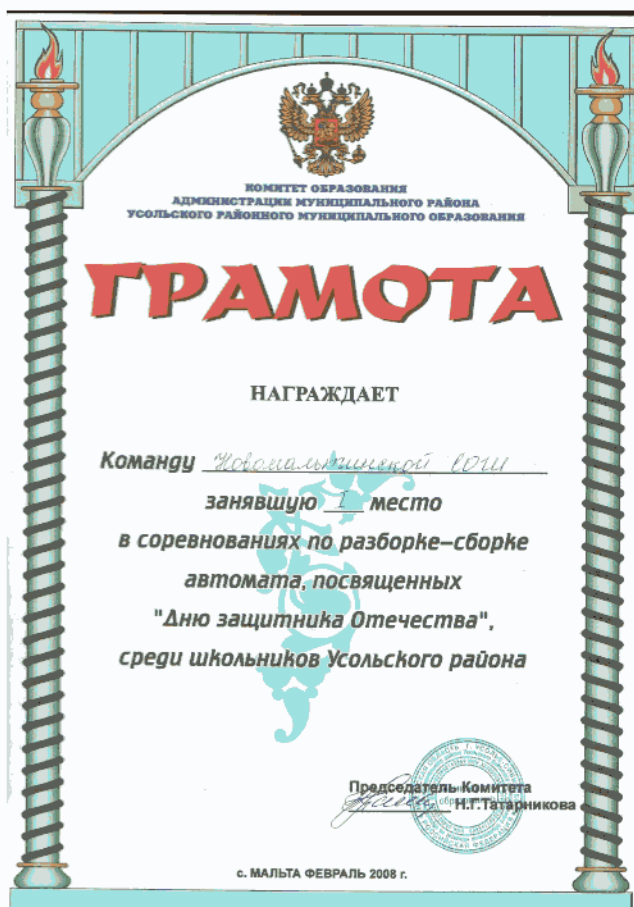 КОМИТЕТ ОБРАЗОВАНИЯ
АДМИНИСТРАЦИИ МУНИЦИПАЛЬНОГО РАЙОНА
УСОЛЬСКОГО РАЙОННОГО МУНИЦИПАЛЬНОГО ОБРАЗОВАНИЯ
ГРАМОТА
НАГРАЖДАЕТ
Команду Новомальтинской СОШ
занявшую I место
в соревнованиях по разборке–сборке
автомата, посвященных
"Дню защитника Отечества",
среди школьников Усольского района
Председатель Комитета
Н.Г.Татарникова
с. МАЛЬТА ФЕВРАЛЬ 2008 г.